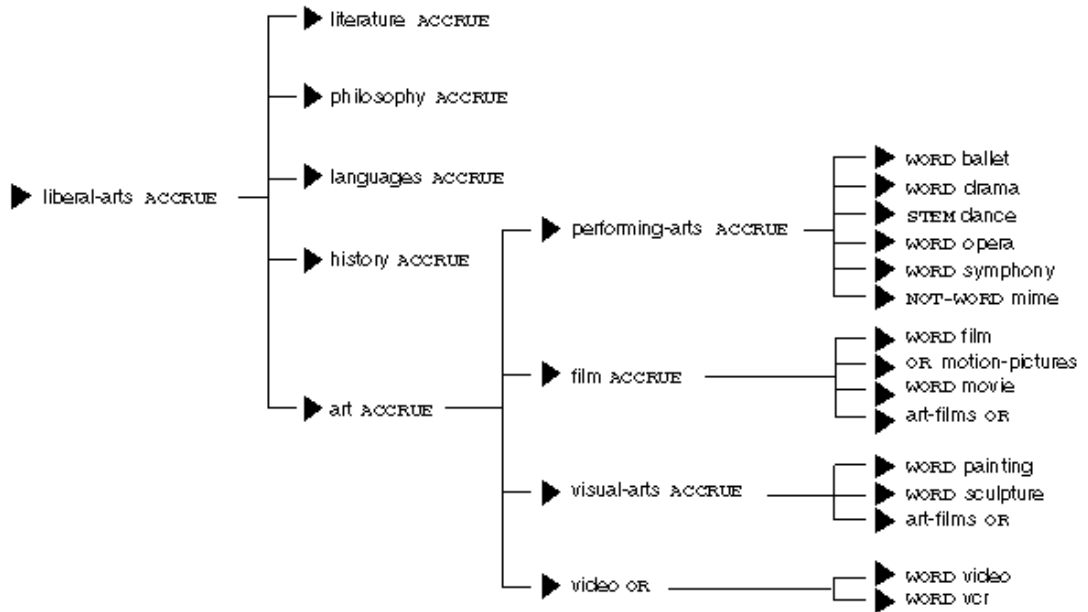 liberal-arts ACCRUE
literature ACCRUE
philosophy ACCRUE
languages ACCRUE
history ACCRUE
art ACCRUE
performing-arts ACCRUE
WORD ballet
WORD drama
STEM dance
WORD opera
WORD symphony
NOT-WORD mime
film ACCRUE
WORD film
OR motion-pictures
WORD movie
art-films OR
visual-arts ACCRUE
WORD painting
WORD sculpture
art-films OR
video OR
WORD video
WORD vcr